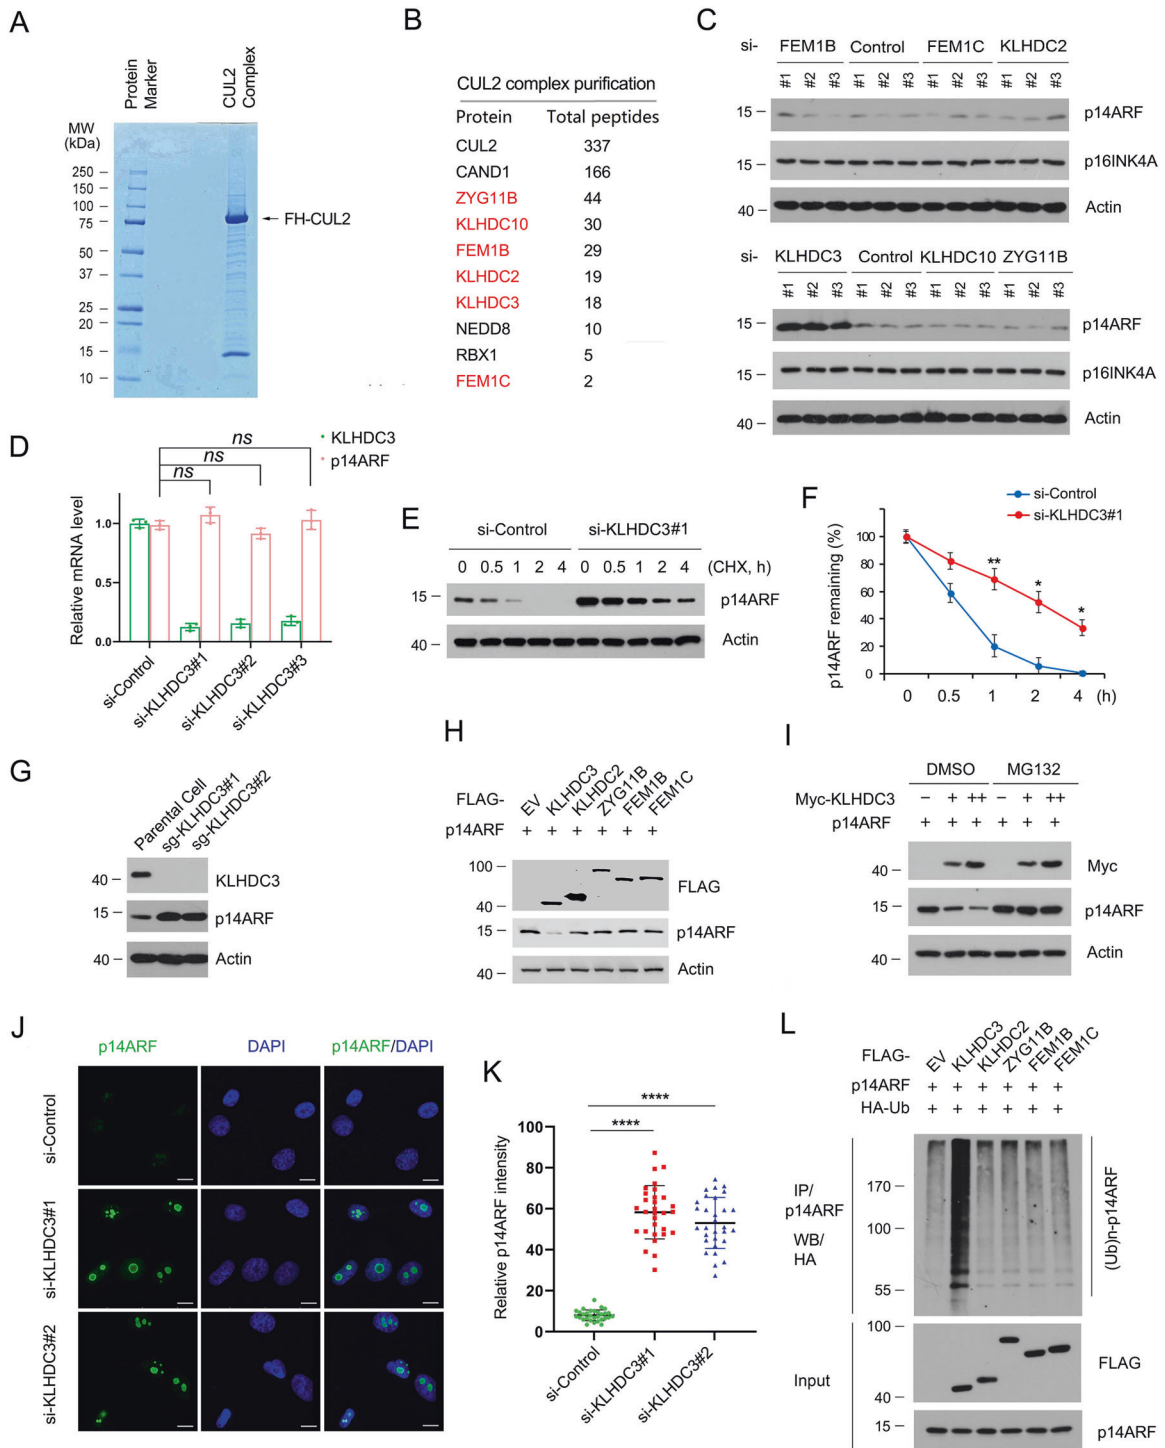 A
Protein Marker
CUL2 Complex
MW
(kDa)
250
150
100
75
50
37
25
20
15
10
FH-CUL2
B
CUL2 complex purification
Protein Total peptides
CUL2 337
CAND1 166
ZYG11B 44
KLHDC10 30
FEM1B 29
KLHDC2 19
KLHDC3 18
NEDD8 10
RBX1 5
FEM1C 2
C
si- FEM1B Control FEM1C KLHDC2
#1 #2 #3 #1 #2 #3 #1 #2 #3 #1 #2 #3
15 p14ARF
15 p16INK4A
40 Actin
si- KLHDC3 Control KLHDC10 ZYG11B
#1 #2 #3 #1 #2 #3 #1 #2 #3 #1 #2 #3
15 p14ARF
15 p16INK4A
40 Actin
D
KLHDC3
p14ARF
ns
ns
ns
Relative mRNA level
1.0
0.5
0.0
si-Control
si-KLHDC3#1
si-KLHDC3#2
si-KLHDC3#3
E
si-Control si-KLHDC3#1
0 0.5 1 2 4 0 0.5 1 2 4 (CHX, h)
15 p14ARF
40 Actin
F
si-Control
si-KLHDC3#1
p14ARF remaining (%)
120
100
80
60
40
20
0
** * *
0 0.5 1 2 4 (h)
G
Parental Cell
sg-KLHDC3#1
sg-KLHDC3#2
40 KLHDC3
15 p14ARF
40 Actin
H
FLAG- EV KLHDC3 KLHDC2 ZYG11B FEM1B FEM1C
p14ARF + + + + + +
100
40
FLAG
15 p14ARF
40 Actin
I
DMSO MG132
Myc-KLHDC3 − + ++ − + ++
p14ARF + + + + + +
40 Myc
15 p14ARF
40 Actin
J
p14ARF DAPI p14ARF/DAPI
si-Control
si-KLHDC3#1
si-KLHDC3#2
K
****
****
Relative p14ARF intensity
100
80
60
40
20
0
si-Control
si-KLHDC3#1
si-KLHDC3#2
L
FLAG- EV KLHDC3 KLHDC2 ZYG11B FEM1B FEM1C
p14ARF + + + + + +
HA-Ub + + + + + +
IP/
p14ARF
WB/
HA
170
100
55
(Ub)n-p14ARF
Input
100
40
FLAG
15 p14ARF